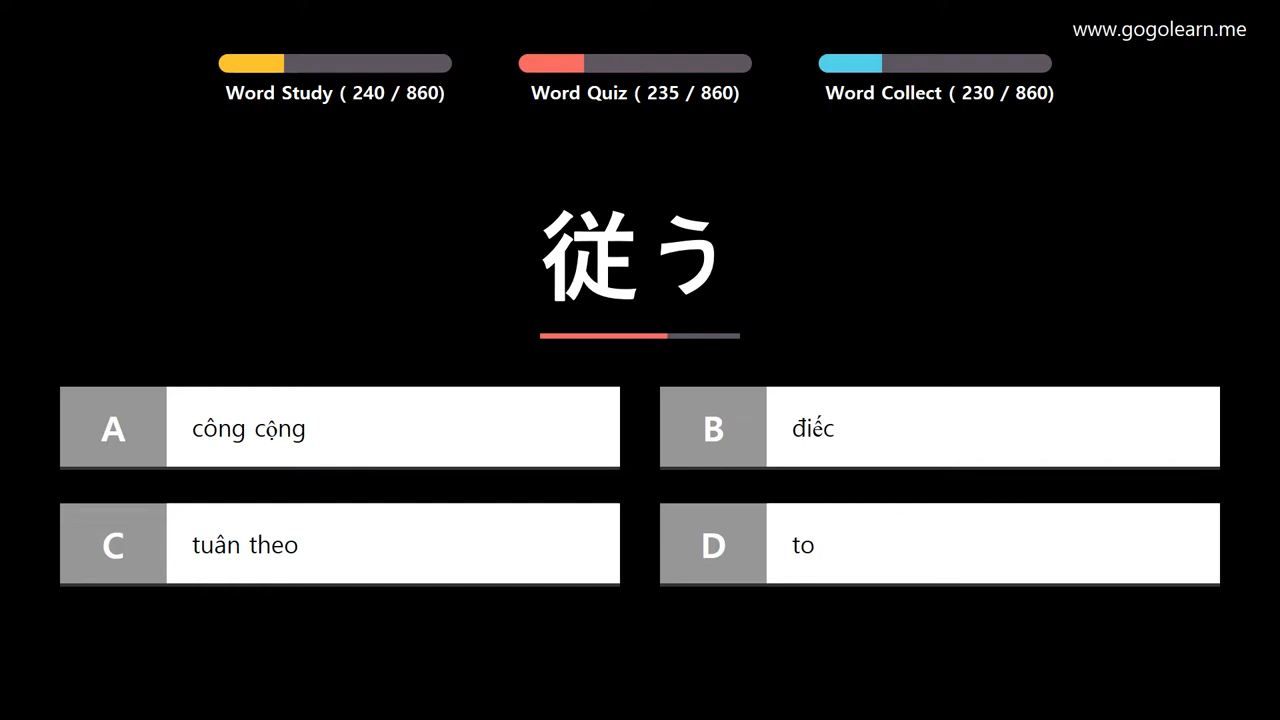 www.gogolearn.me
Word Study ( 240 / 860)
Word Quiz ( 235 / 860)
Word Collect ( 230 / 860)
従う
A
công cộng
B
điếc
C
tuân theo
D
to